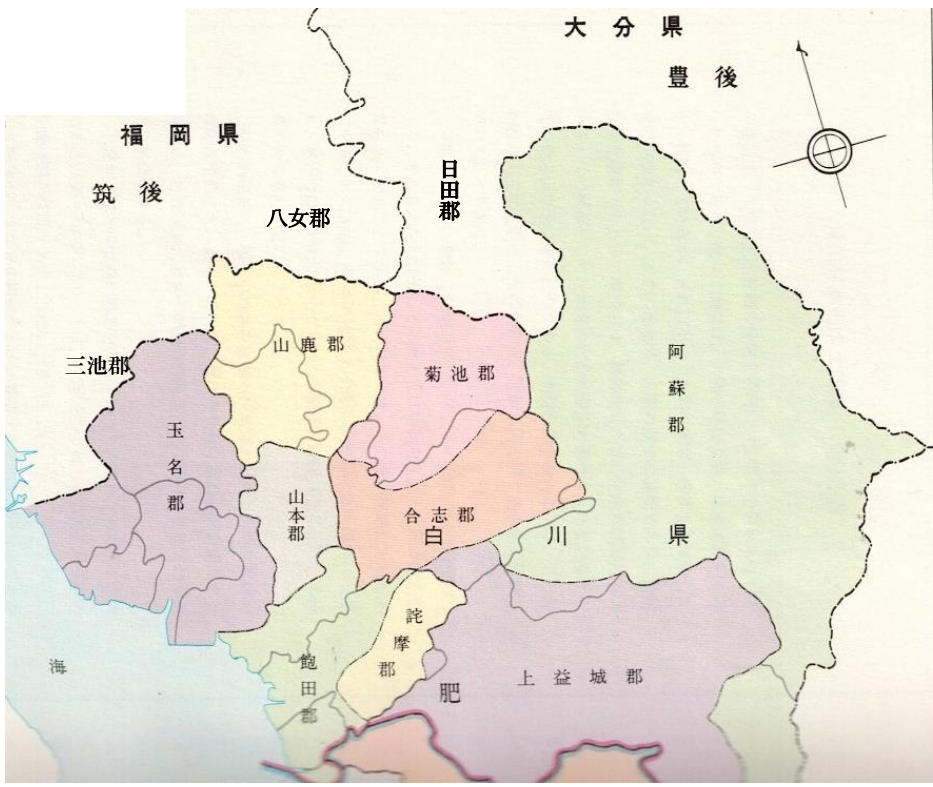 大分県
豊後
福岡県
筑後
日田郡
八女郡
三池郡
山鹿郡
菊池郡
阿蘇郡
玉名郡
山本郡
合志郡
白川県
詫摩郡
飽田郡
上益城郡
肥
海